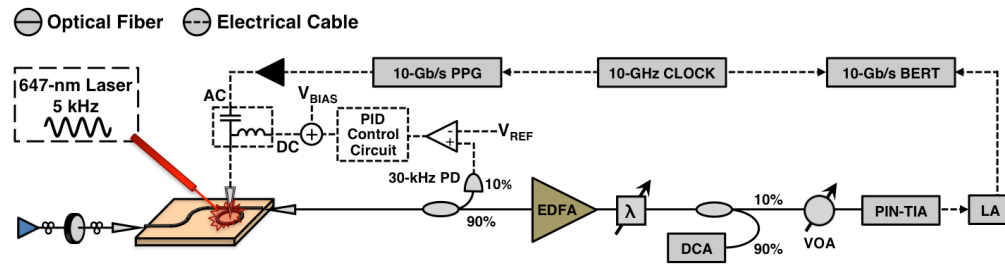 Optical Fiber
Electrical Cable
647-nm Laser
5 kHz
AC
DC
V_BIAS
PID
Control
Circuit
V_REF
10-Gb/s PPG
10-GHz CLOCK
10-Gb/s BERT
-
+
30-kHz PD
10%
90%
EDFA
λ
10%
90%
DCA
VOA
PIN-TIA
LA